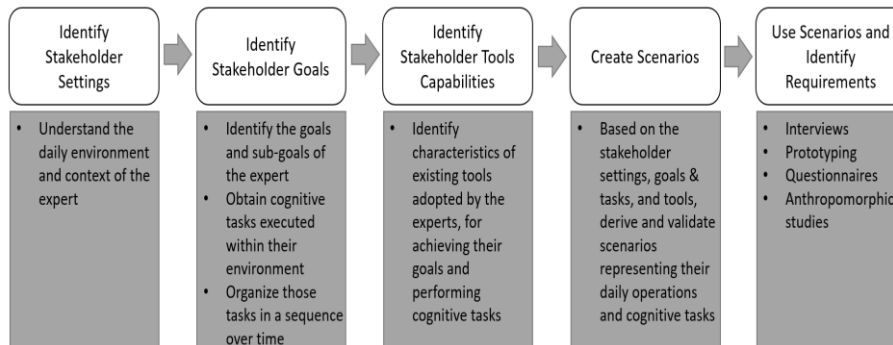 Identify
Stakeholder
Settings
Identify
Stakeholder Goals
Identify
Stakeholder Tools
Capabilities
Create Scenarios
Use Scenarios and
Identify
Requirements
• Understand the
daily environment
and context of the
expert
• Identify the goals
and sub-goals of
the expert
• Obtain cognitive
tasks executed
within their
environment
• Organize those
tasks in a sequence
over time
• Identify
characteristics of
existing tools
adopted by the
experts, for
achieving their
goals and
performing
cognitive tasks
• Based on the
stakeholder
settings, goals &
tasks, and tools,
derive and validate
scenarios
representing their
daily operations
and cognitive tasks
• Interviews
• Prototyping
• Questionnaires
• Anthropomorphic
studies